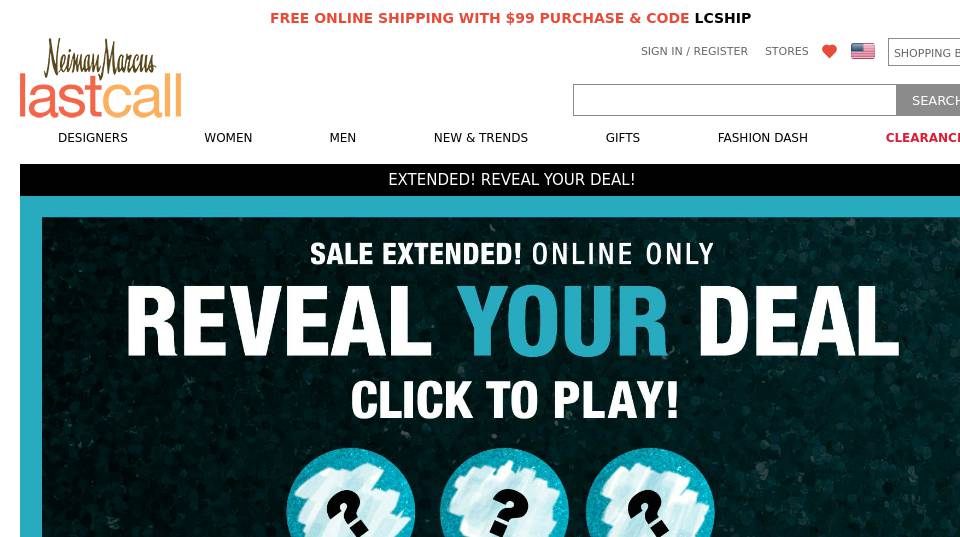 FREE ONLINE SHIPPING WITH $99 PURCHASE & CODE LCSHIP
Neiman Marcus
lastcall
SIGN IN / REGISTER
STORES
SHOPPING
SEARCH
DESIGNERS
WOMEN
MEN
NEW & TRENDS
GIFTS
FASHION DASH
CLEARANC
EXTENDED! REVEAL YOUR DEAL!
SALE EXTENDED! ONLINE ONLY
REVEAL YOUR DEAL
CLICK TO PLAY!
? ? ?